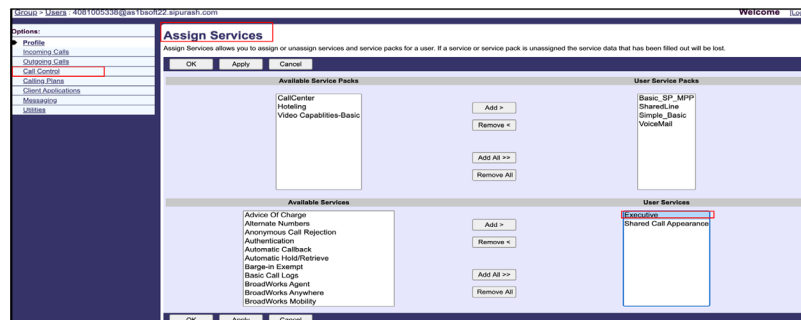 Group > Users : 4081005338@as1bsoft22.sipurash.com
Welcome [Log
Options:
Profile
Incoming Calls
Outgoing Calls
Call Control
Calling Plans
Client Applications
Messaging
Utilities
Assign Services
Assign Services allows you to assign or unassign services and service packs for a user. If a service or service pack is unassigned the service data that has been filled out will be lost.
OK Apply Cancel
Available Service Packs
User Service Packs
CallCenter
Hoteling
Video Capablities-Basic
Add >
Remove <
Add All >>
Remove All
Basic_SP_MPP
SharedLine
Simple_Basic
VoiceMail
Available Services
User Services
Advice Of Charge
Alternate Numbers
Anonymous Call Rejection
Authentication
Automatic Callback
Automatic Hold/Retrieve
Barge-in Exempt
Basic Call Logs
BroadWorks Agent
BroadWorks Anywhere
BroadWorks Mobility
Add >
Remove <
Add All >>
Remove All
Executive
Shared Call Appearance
OK Apply Cancel